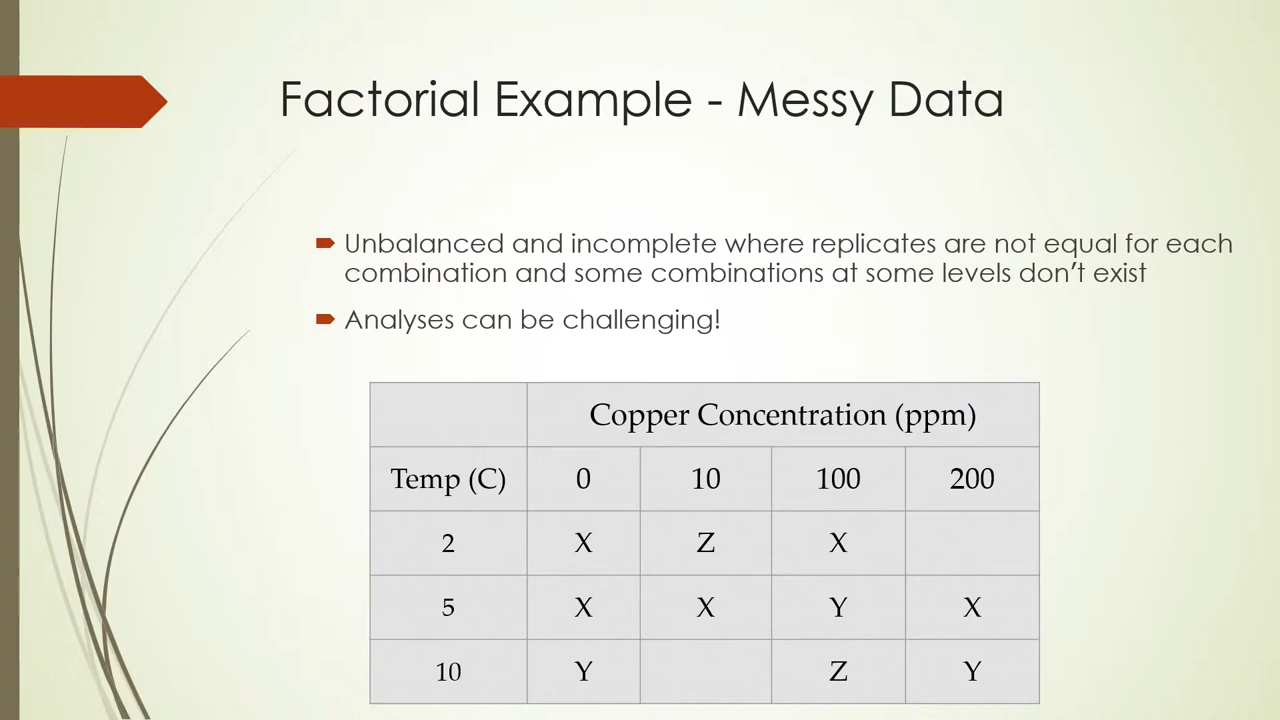 Factorial Example - Messy Data
Unbalanced and incomplete where replicates are not equal for each
combination and some combinations at some levels don’t exist
Analyses can be challenging!
Copper Concentration (ppm)
Temp (C) 0 10 100 200
2 X Z X
5 X X Y X
10 Y Z Y